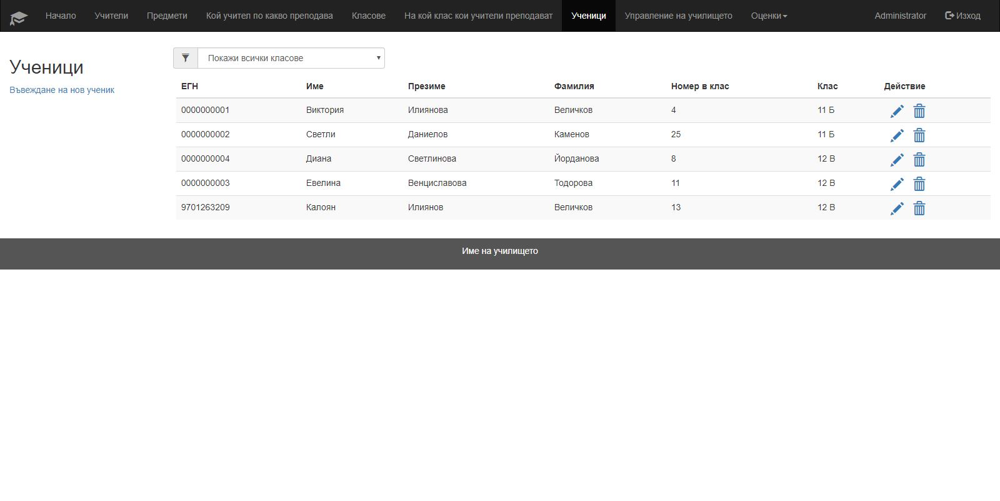 Начало Учители Предмети Кой учител по какво преподава Класове На кой клас кои учители преподават Ученици Управление на училището Оценки Administrator Изход
Ученици
Въвеждане на нов ученик
Покажи всички класове
ЕГН Име Презиме Фамилия Номер в клас Клас Действие
0000000001 Виктория Илиянова Величков 4 11 Б
0000000002 Светли Даниелов Каменов 25 11 Б
0000000004 Диана Светлинова Йорданова 8 12 В
0000000003 Евелина Венциславова Тодорова 11 12 В
9701263209 Калоян Илиянов Величков 13 12 В
Име на училището